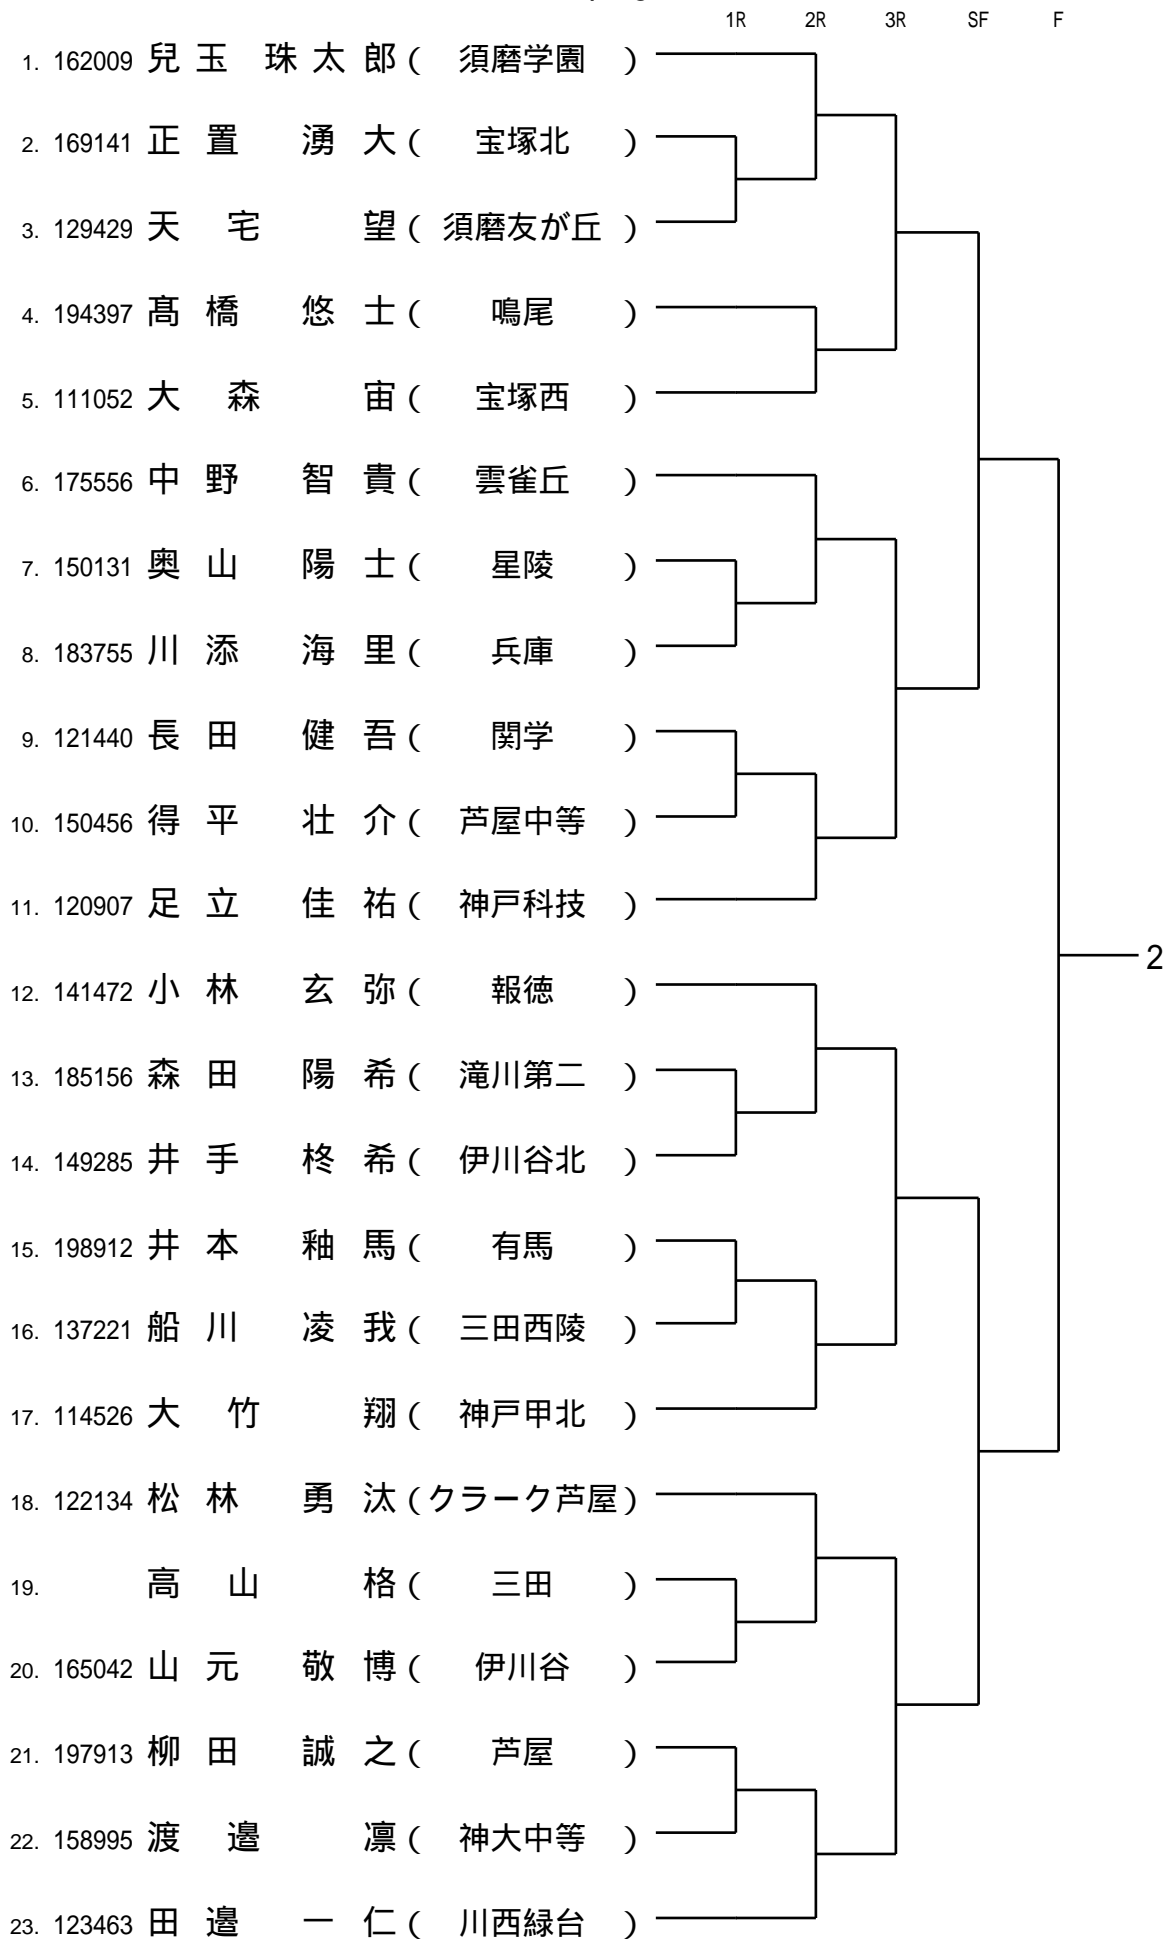 1R 2R 3R SF F
1. 162009 兒玉 珠太郎 ( 須磨学園 )
2. 169141 正置 湧大 ( 宝塚北 )
3. 129429 天宅 望 ( 須磨友が丘 )
4. 194397 髙橋 悠士 ( 鳴尾 )
5. 111052 大森 宙 ( 宝塚西 )
6. 175556 中野 智貴 ( 雲雀丘 )
7. 150131 奥山 陽士 ( 星陵 )
8. 183755 川添 海里 ( 兵庫 )
9. 121440 長田 健吾 ( 関学 )
10. 150456 得平 壮介 ( 芦屋中等 )
11. 120907 足立 佳祐 ( 神戸科技 )
2
12. 141472 小林 玄弥 ( 報徳 )
13. 185156 森田 陽希 ( 滝川第二 )
14. 149285 井手 柊希 ( 伊川谷北 )
15. 198912 井本 釉馬 ( 有馬 )
16. 137221 船川 凌我 ( 三田西陵 )
17. 114526 大竹 翔 ( 神戸甲北 )
18. 122134 松林 勇汰 ( クラーク芦屋 )
19. 高山 格 ( 三田 )
20. 165042 山元 敬博 ( 伊川谷 )
21. 197913 柳田 誠之 ( 芦屋 )
22. 158995 渡邉 凛 ( 神大中等 )
23. 123463 田邉 一仁 ( 川西緑台 )